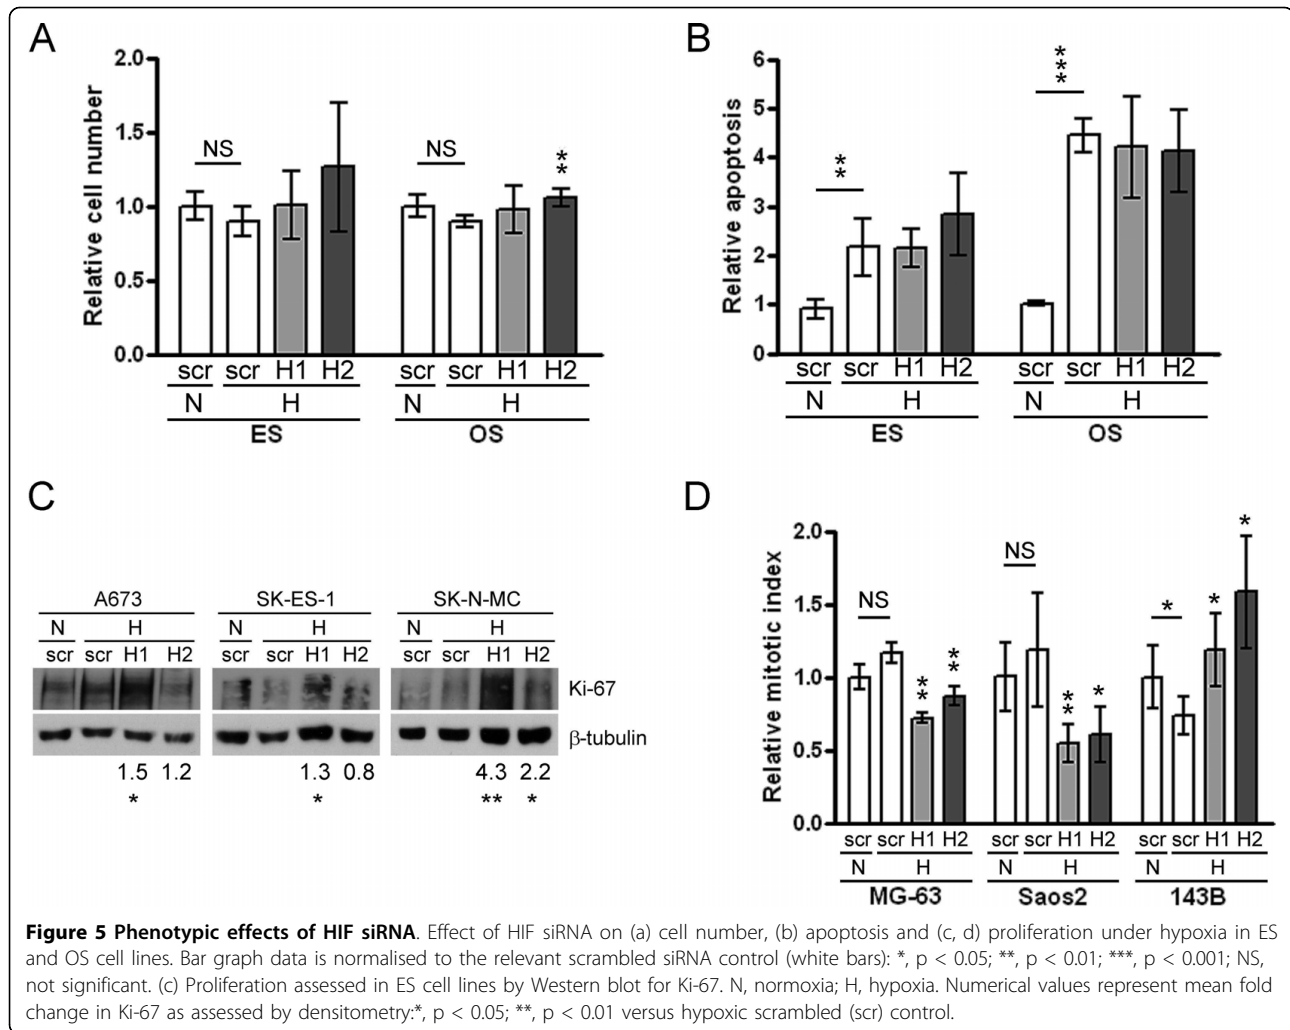 A
Relative cell number
2.0
1.5
1.0
0.5
0.0
NS
NS
**
scr scr H1 H2 scr scr H1 H2
N H N H
ES OS
B
Relative apoptosis
6
5
4
3
2
1
0
**
***
scr scr H1 H2 scr scr H1 H2
N H N H
ES OS
C
A673 SK-ES-1 SK-N-MC
N H N H N H
scr scr H1 H2 scr scr H1 H2 scr scr H1 H2
Ki-67
β-tubulin
1.5 1.2 1.3 0.8 4.3 2.2
* * ** *
D
Relative mitotic index
2.0
1.5
1.0
0.5
0.0
NS
**
**
NS
**
*
*
*
*
scr scr H1 H2 scr scr H1 H2 scr scr H1 H2
N H N H N H
MG-63 Saos2 143B
Figure 5 Phenotypic effects of HIF siRNA. Effect of HIF siRNA on (a) cell number, (b) apoptosis and (c, d) proliferation under hypoxia in ES
and OS cell lines. Bar graph data is normalised to the relevant scrambled siRNA control (white bars): *, p < 0.05; **, p < 0.01; ***, p < 0.001; NS,
not significant. (c) Proliferation assessed in ES cell lines by Western blot for Ki-67. N, normoxia; H, hypoxia. Numerical values represent mean fold
change in Ki-67 as assessed by densitometry:*, p < 0.05; **, p < 0.01 versus hypoxic scrambled (scr) control.